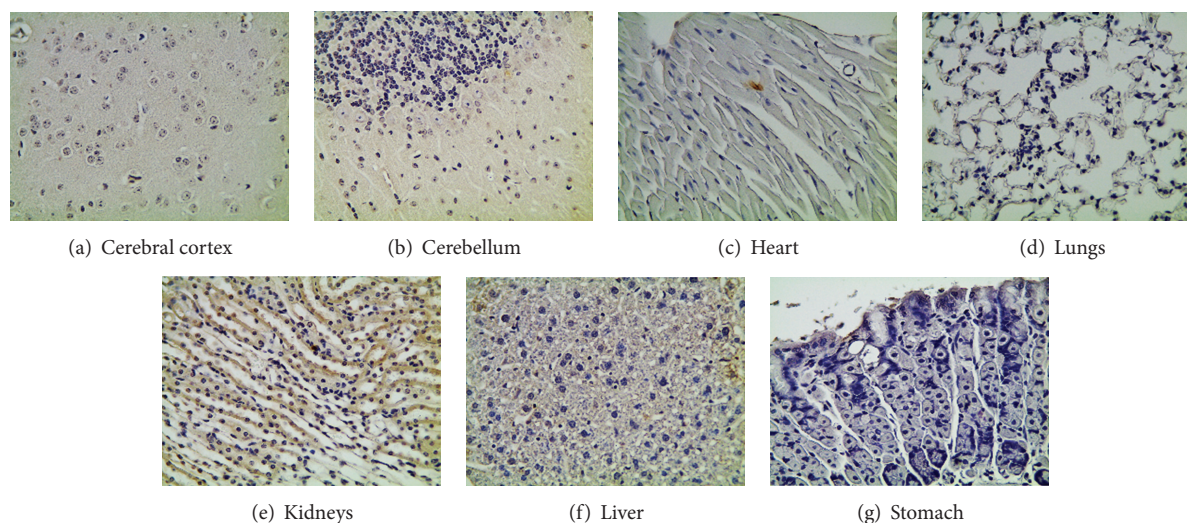 (a) Cerebral cortex
(b) Cerebellum
(c) Heart
(d) Lungs
(e) Kidneys
(f) Liver
(g) Stomach